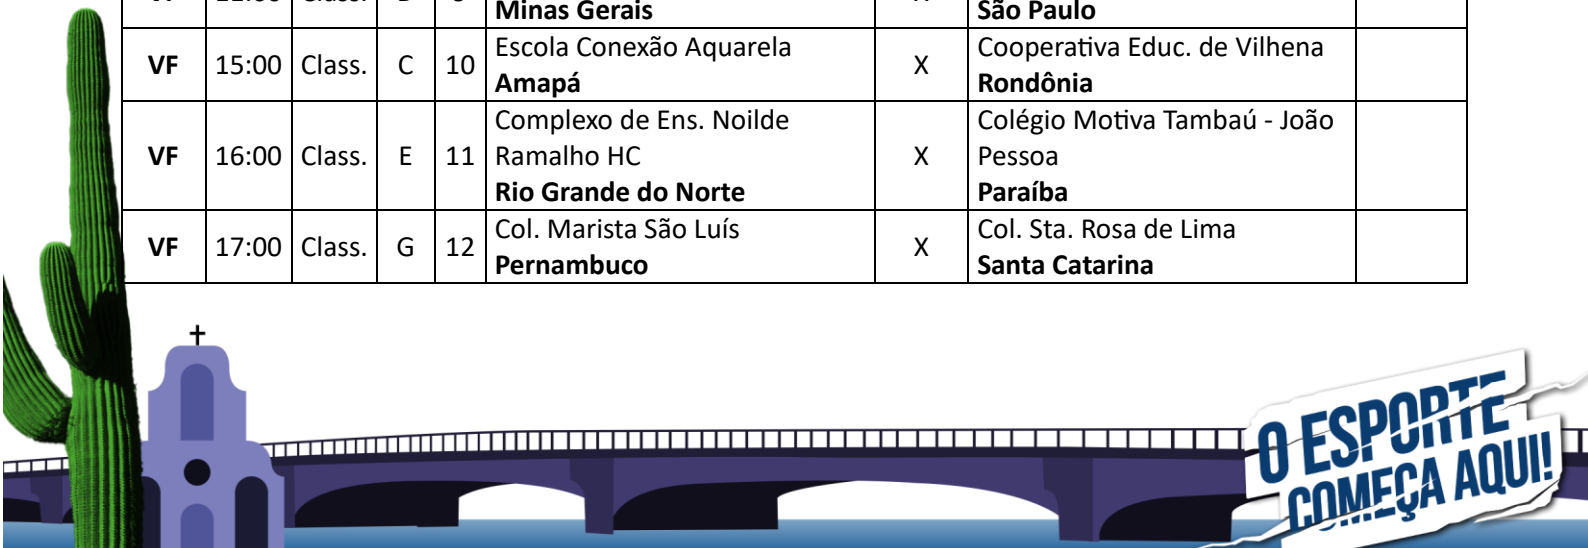 Minas Gerais São Paulo
VF 15:00 Class. C 10 Escola Conexão Aquarela X Cooperativa Educ. de Vilhena
Amapá Rondônia
VF 16:00 Class. E 11 Complexo de Ens. Noilde Ramalho HC X Colégio Motiva Tambaú - João Pessoa
Rio Grande do Norte Paraíba
VF 17:00 Class. G 12 Col. Marista São Luís X Col. Sta. Rosa de Lima
Pernambuco Santa Catarina
O ESPORTE
COMEÇA AQUI!